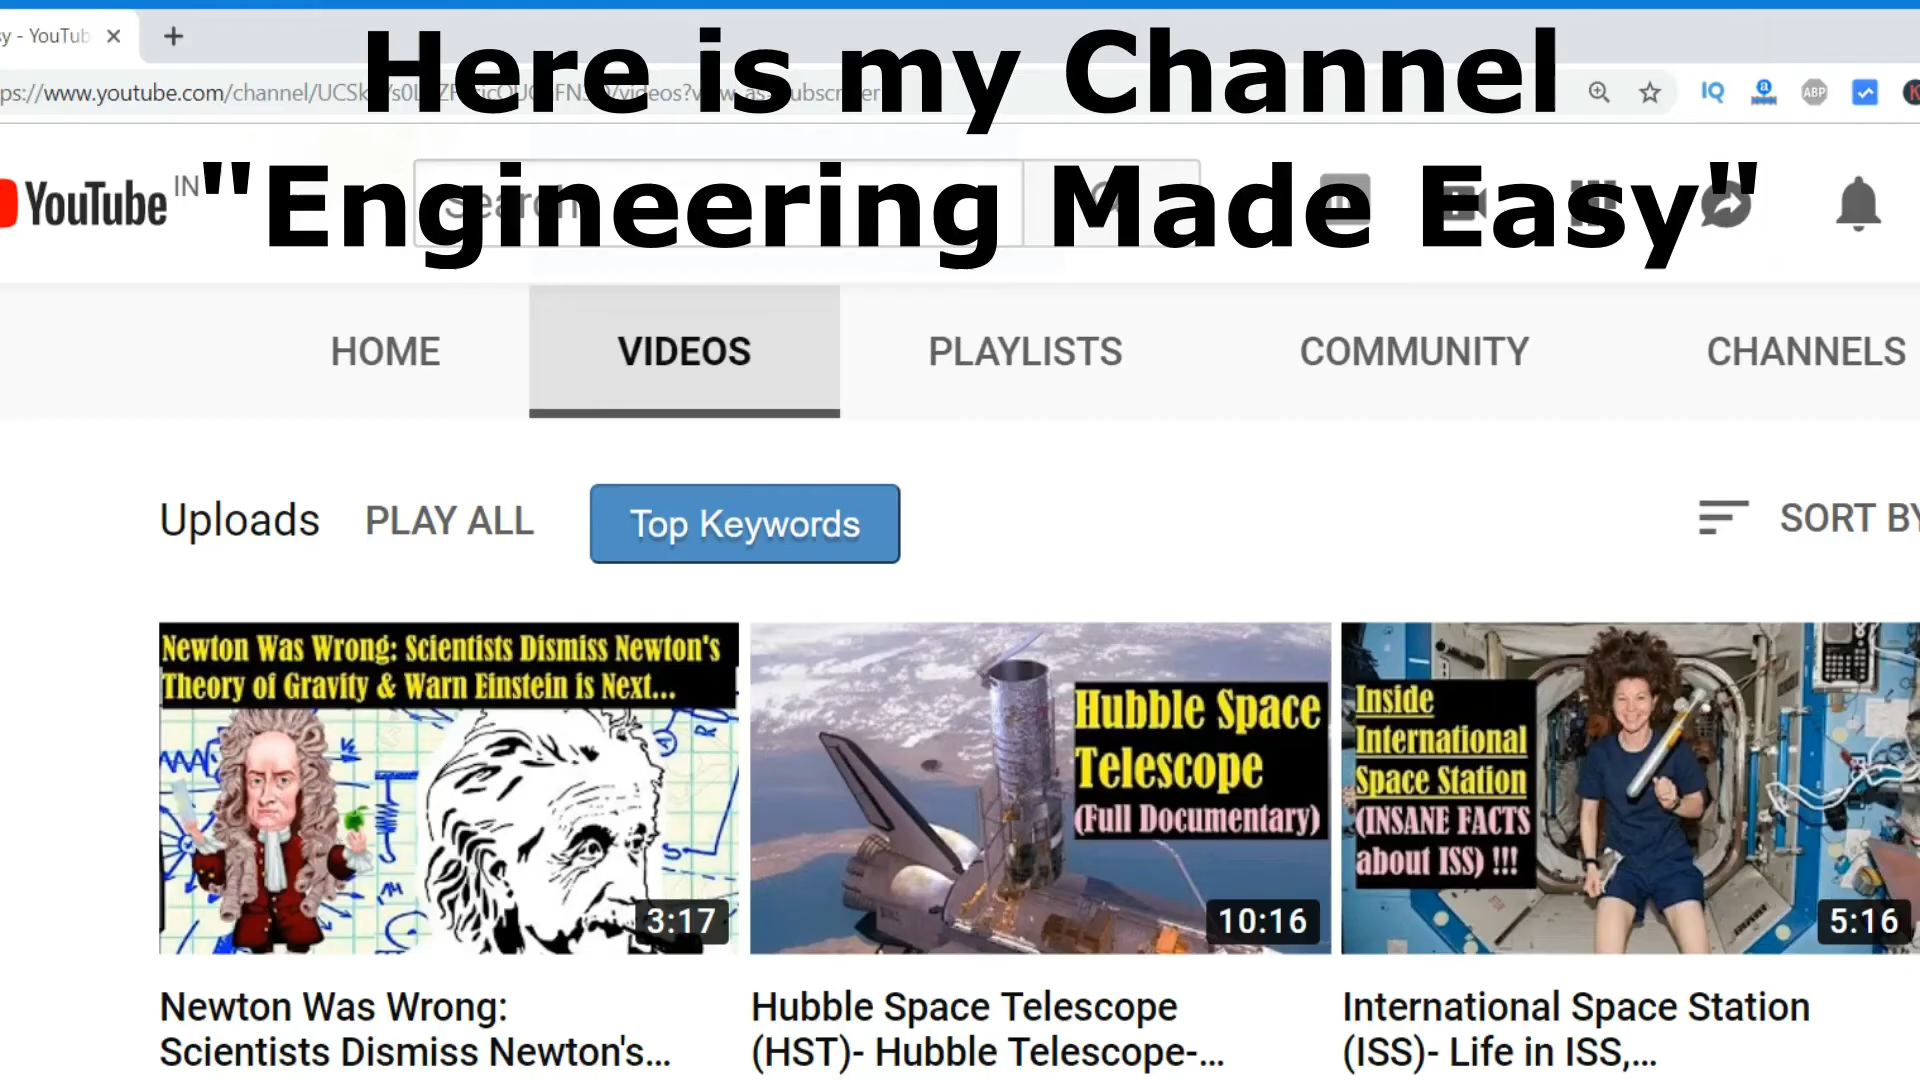 sy - YouTub
Here is my Channel
"Engineering Made Easy"
YouTube IN
Search
HOME VIDEOS PLAYLISTS COMMUNITY CHANNELS
Uploads PLAY ALL Top Keywords SORT BY
Newton Was Wrong: Scientists Dismiss Newton's
Theory of Gravity & Warn Einstein is Next...
3:17
Hubble Space
Telescope
(Full Documentary)
10:16
Inside
International
Space Station
(INSANE FACTS
about ISS) !!!
5:16
Newton Was Wrong:
Scientists Dismiss Newton's...
Hubble Space Telescope
(HST)- Hubble Telescope-...
International Space Station
(ISS)- Life in ISS,...